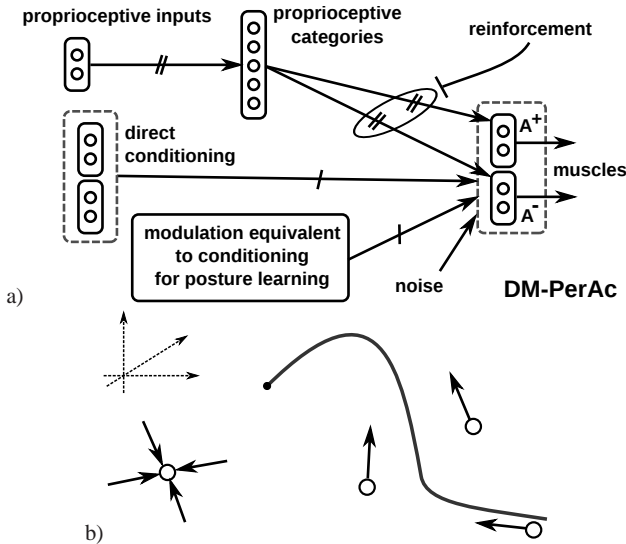 proprioceptive inputs
proprioceptive
categories
reinforcement
direct
conditioning
A+
A-
muscles
modulation equivalent
to conditioning
for posture learning
noise
DM-PerAc
a)
b)